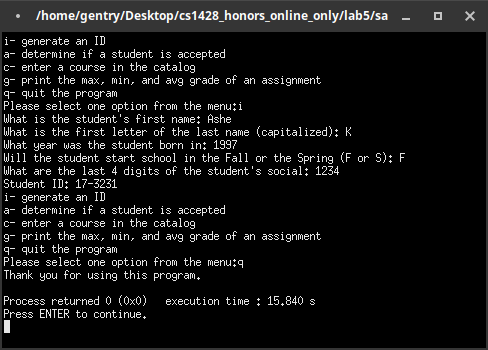 /home/gentry/Desktop/cs1428_honors_online_only/lab5/sa
i- generate an ID
a- determine if a student is accepted
c- enter a course in the catalog
g- print the max, min, and avg grade of an assignment
q- quit the program
Please select one option from the menu:i
What is the student's first name: Ashe
What is the first letter of the last name (capitalized): K
What year was the student born in: 1997
Will the student start school in the Fall or the Spring (F or S): F
What are the last 4 digits of the student's social: 1234
Student ID: 17-3231
i- generate an ID
a- determine if a student is accepted
c- enter a course in the catalog
g- print the max, min, and avg grade of an assignment
q- quit the program
Please select one option from the menu:q
Thank you for using this program.
Process returned 0 (0x0)   execution time : 15.840 s
Press ENTER to continue.